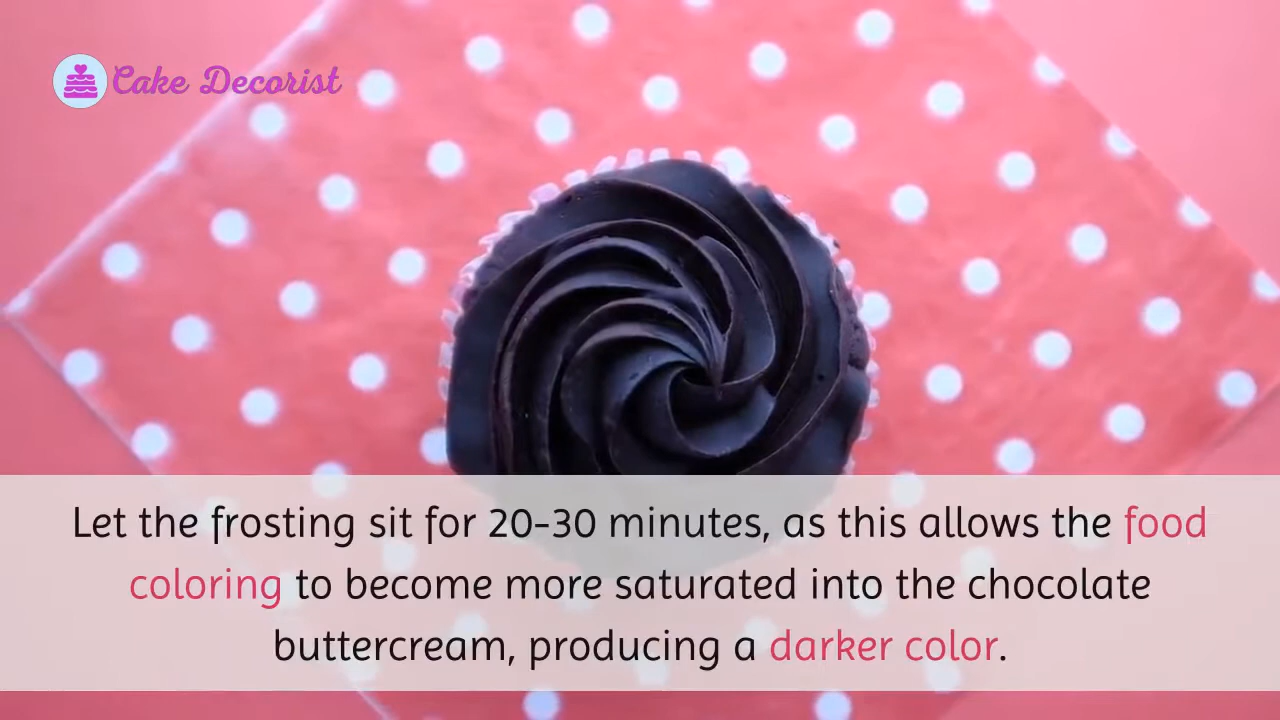 Cake Decorist
Let the frosting sit for 20-30 minutes, as this allows the food
coloring to become more saturated into the chocolate
buttercream, producing a darker color.